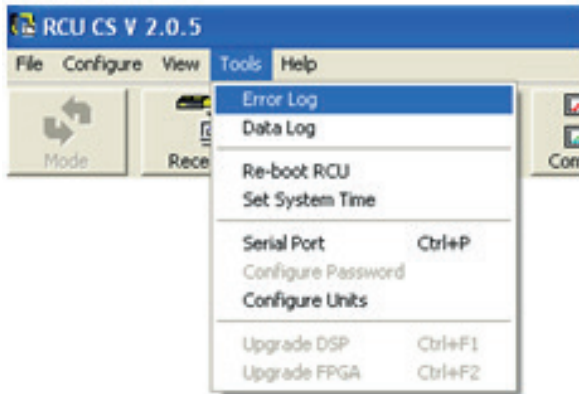 RCU CS V 2.0.5
File Configure View Tools Help
Mode
Rece
Com
Error Log
Data Log
Re-boot RCU
Set System Time
Serial Port Ctrl+P
Configure Password
Configure Units
Upgrade DSP Ctrl+F1
Upgrade FPGA Ctrl+F2